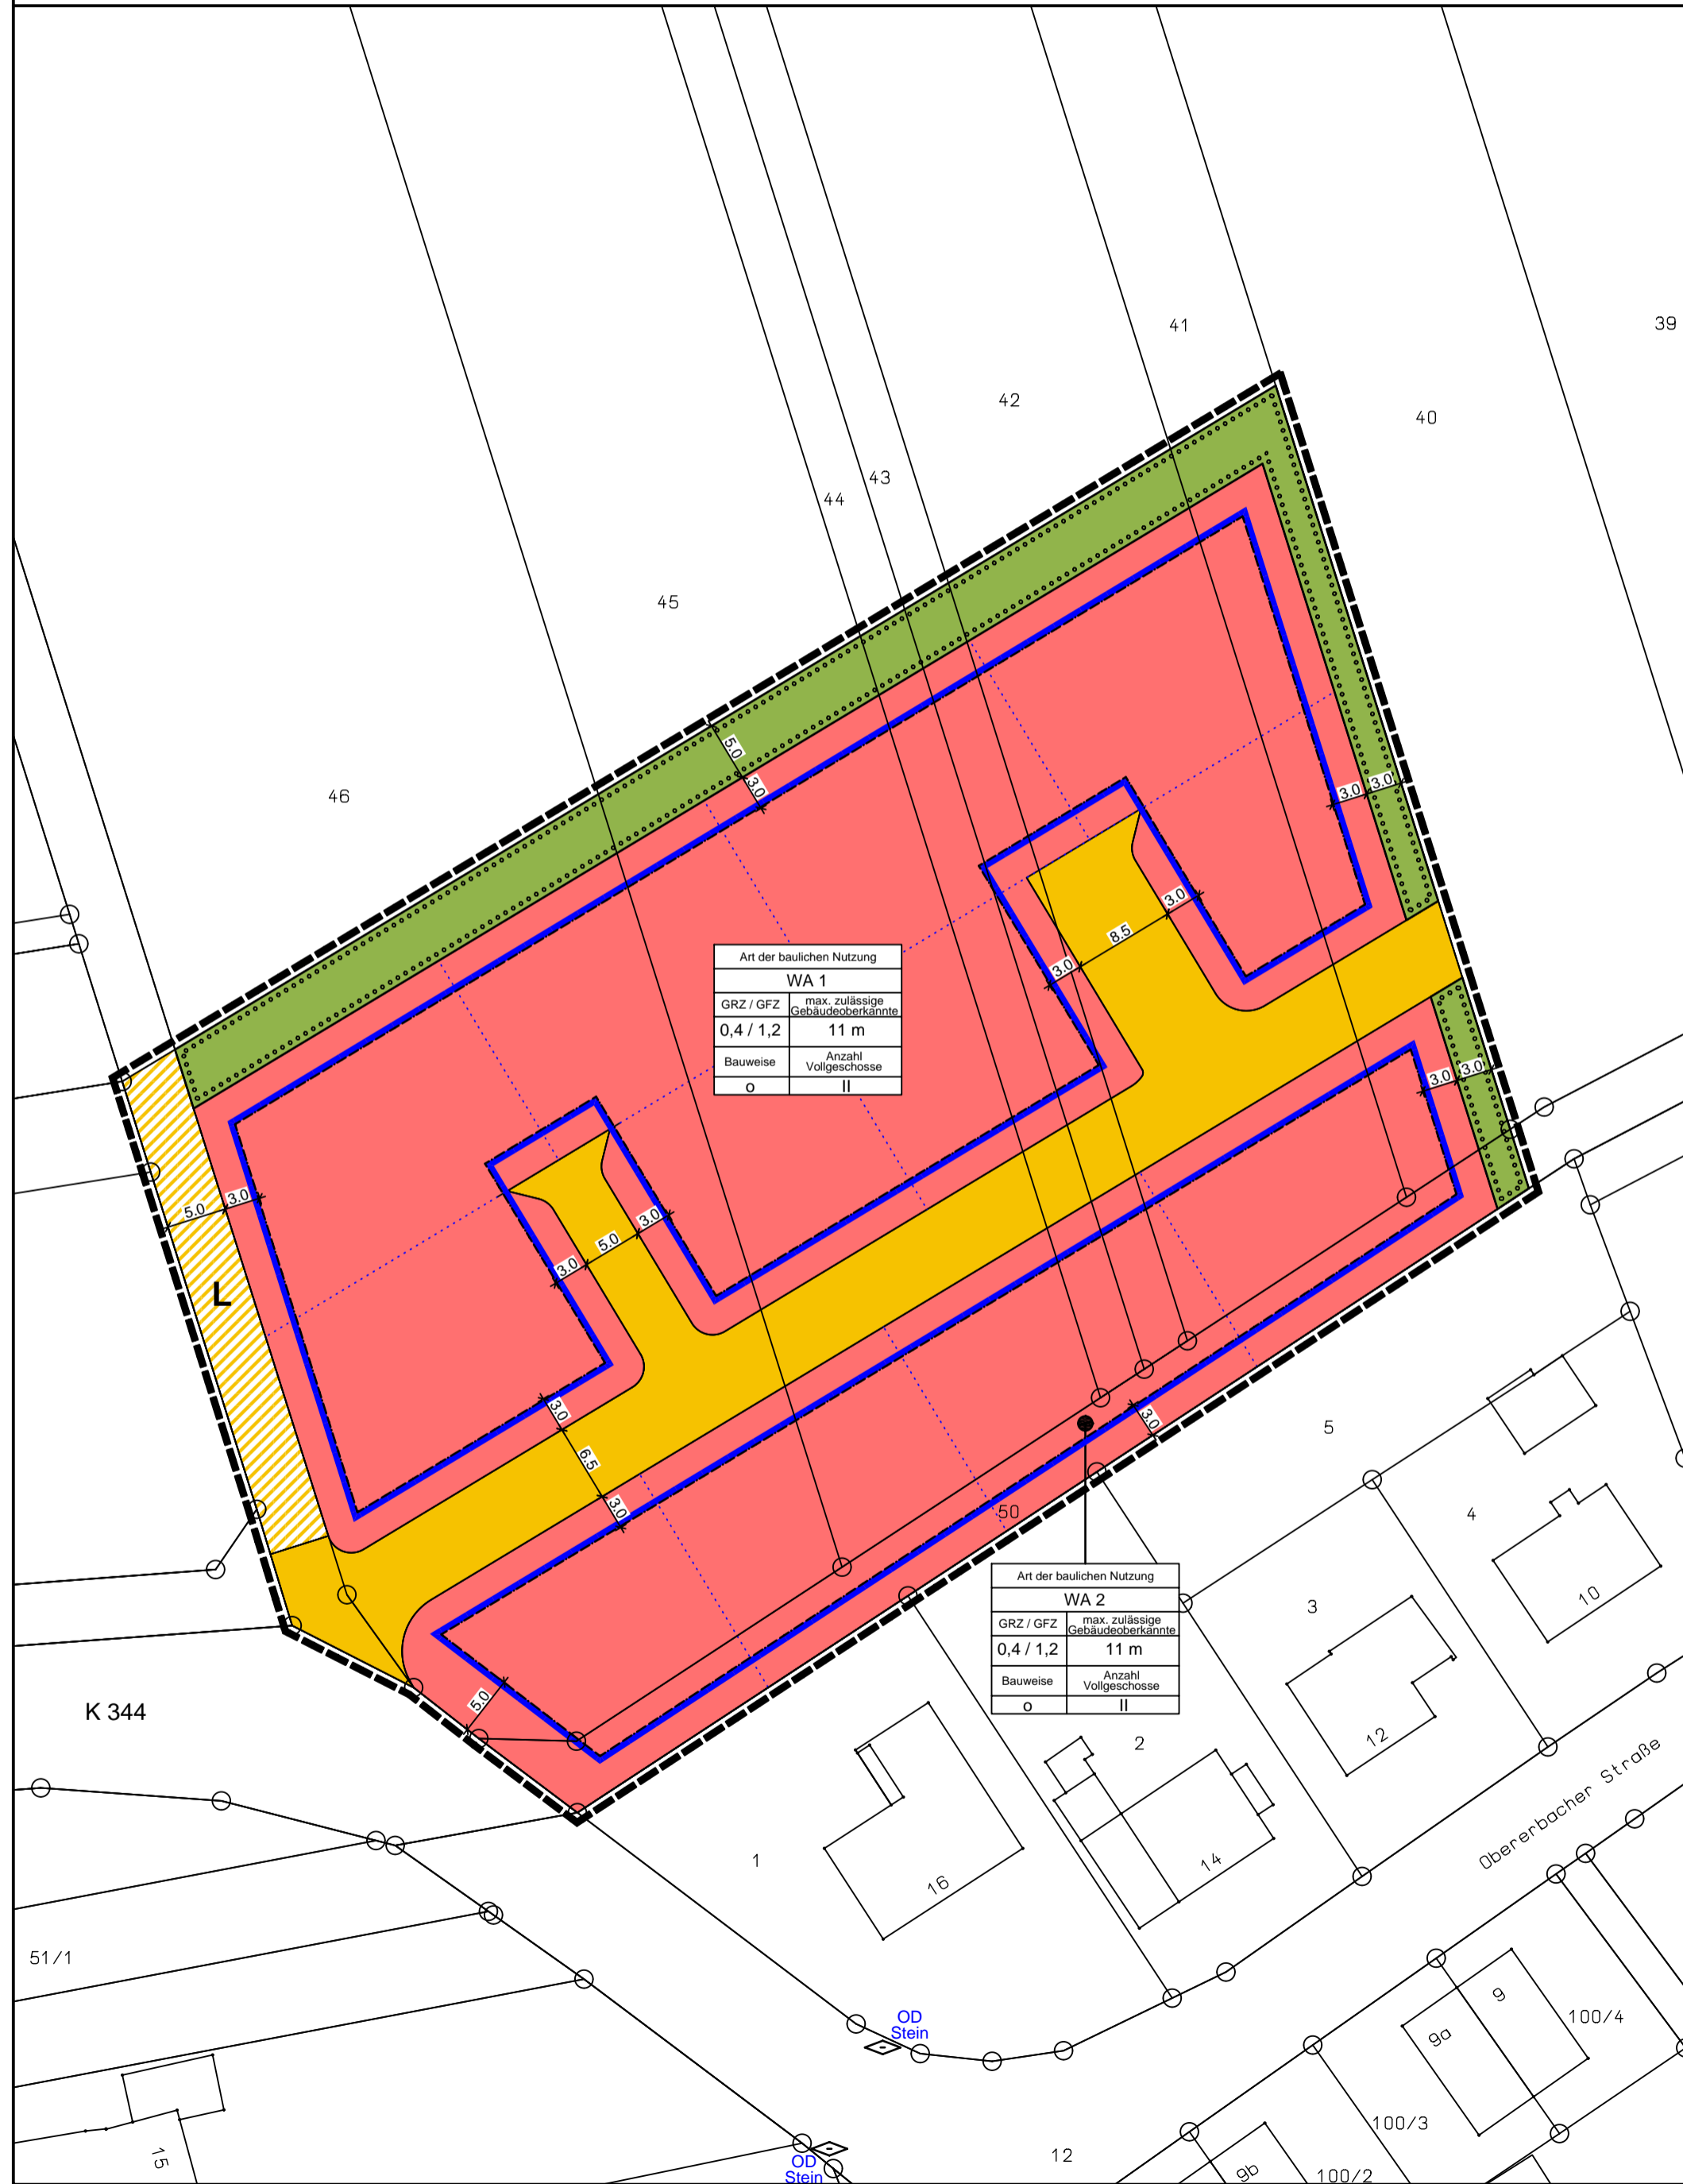 39
41
42
40
43
44
45
46
5.0
3.0
3.0
3.0
3.0
8.5
3.0
Art der baulichen Nutzung
WA 1
GRZ / GFZ
max. zulässige
Gebäudeoberkannte
0,4 / 1,2
11 m
Bauweise
Anzahl
Vollgeschosse
o
II
3.0
3.0
5.0
3.0
3.0
5.0
3.0
L
3.0
6.5
3.0
3.0
5
50
4
3
10
Art der baulichen Nutzung
WA 2
GRZ / GFZ
max. zulässige
Gebäudeoberkannte
0,4 / 1,2
11 m
Bauweise
Anzahl
Vollgeschosse
o
II
5.0
K 344
12
2
Obererbacher Straße
1
16
14
51/1
OD
Stein
9
9a
100/4
100/3
12
15
OD
Stein
9b
100/2